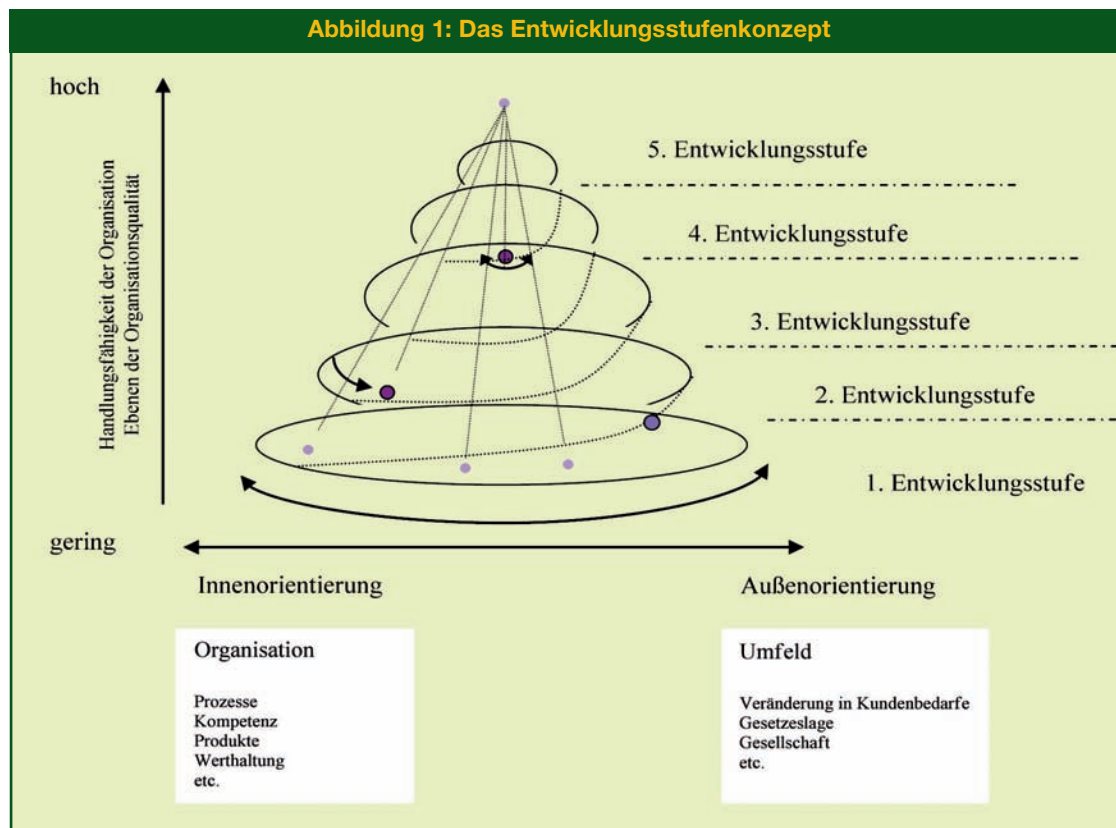 Abbildung 1: Das Entwicklungsstufenkonzept
hoch
Handlungsfähigkeit der Organisation
Ebenen der Organisationsqualität
5. Entwicklungsstufe
4. Entwicklungsstufe
3. Entwicklungsstufe
2. Entwicklungsstufe
1. Entwicklungsstufe
gering
Innenorientierung
Außenorientierung
Organisation
Prozesse
Kompetenz
Produkte
Werthaltung
etc.
Umfeld
Veränderung in Kundenbedarfe
Gesetzeslage
Gesellschaft
etc.